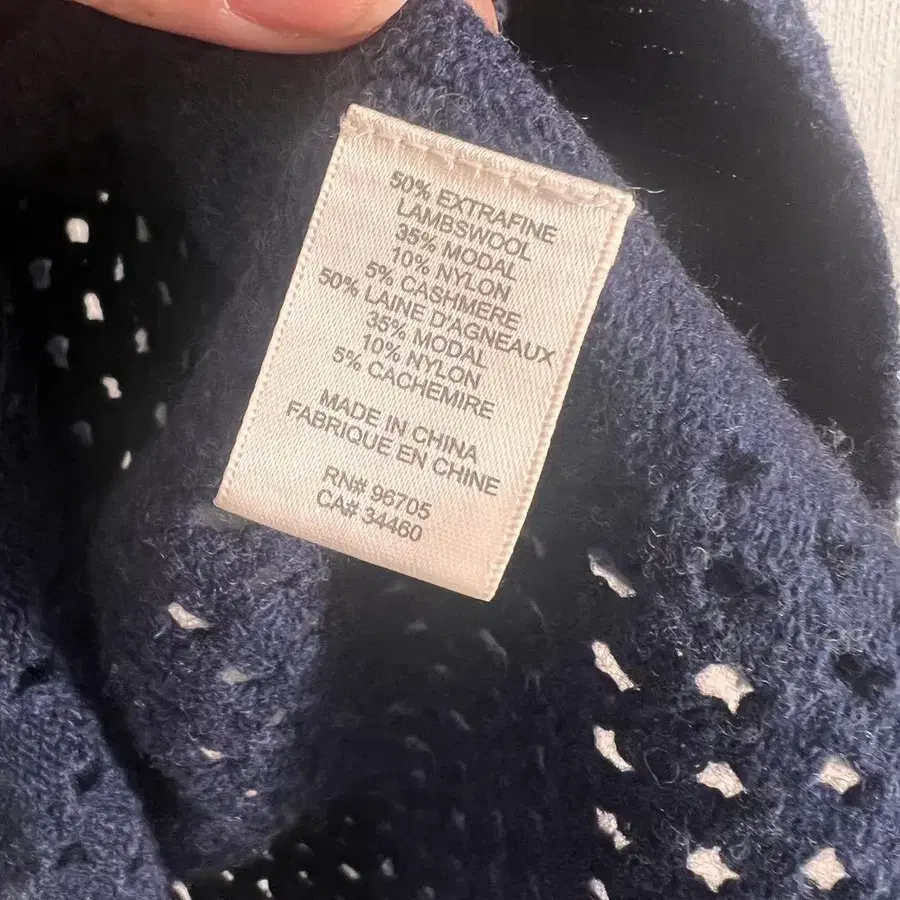 50% EXTRAFINE
LAMBSWOOL
35% MODAL
10% NYLON
5% CASHMERE
50% LAINE D'AGNEAUX
35% MODAL
10% NYLON
5% CACHEMIRE
MADE IN CHINA
FABRIQUE EN CHINE
RN# 96705
CA# 34460